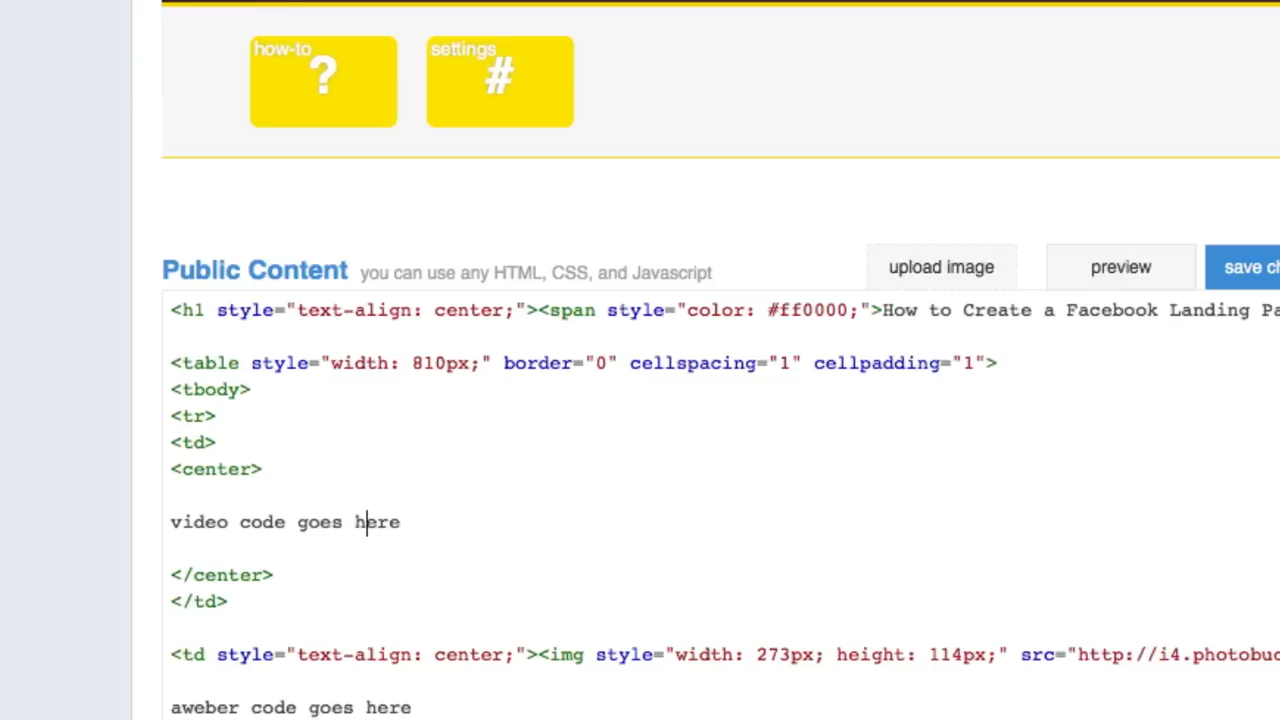 how-to
?
settings
#
Public Content you can use any HTML, CSS, and Javascript
upload image
preview
save ch
<h1 style="text-align: center;"><span style="color: #ff0000;">How to Create a Facebook Landing Pa
<table style="width: 810px;" border="0" cellspacing="1" cellpadding="1">
<tbody>
<tr>
<td>
<center>
video code goes here
</center>
</td>
<td style="text-align: center;"><img style="width: 273px; height: 114px;" src="http://i4.photobuc
aweber code goes here